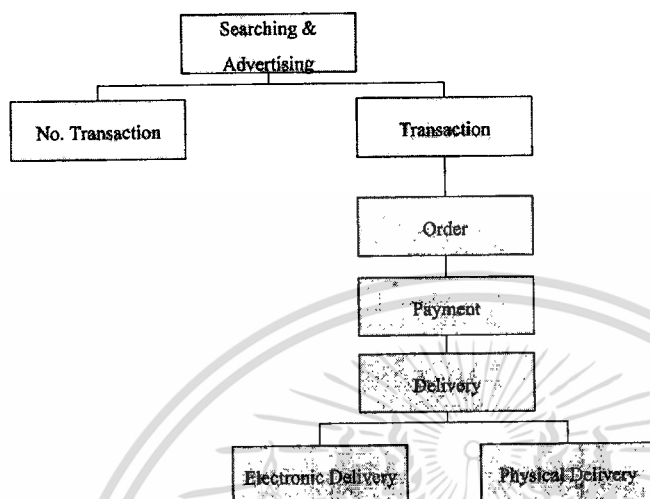 Searching &
Advertising
No. Transaction
Transaction
Order
Payment
Delivery
Electronic Delivery
Physical Delivery